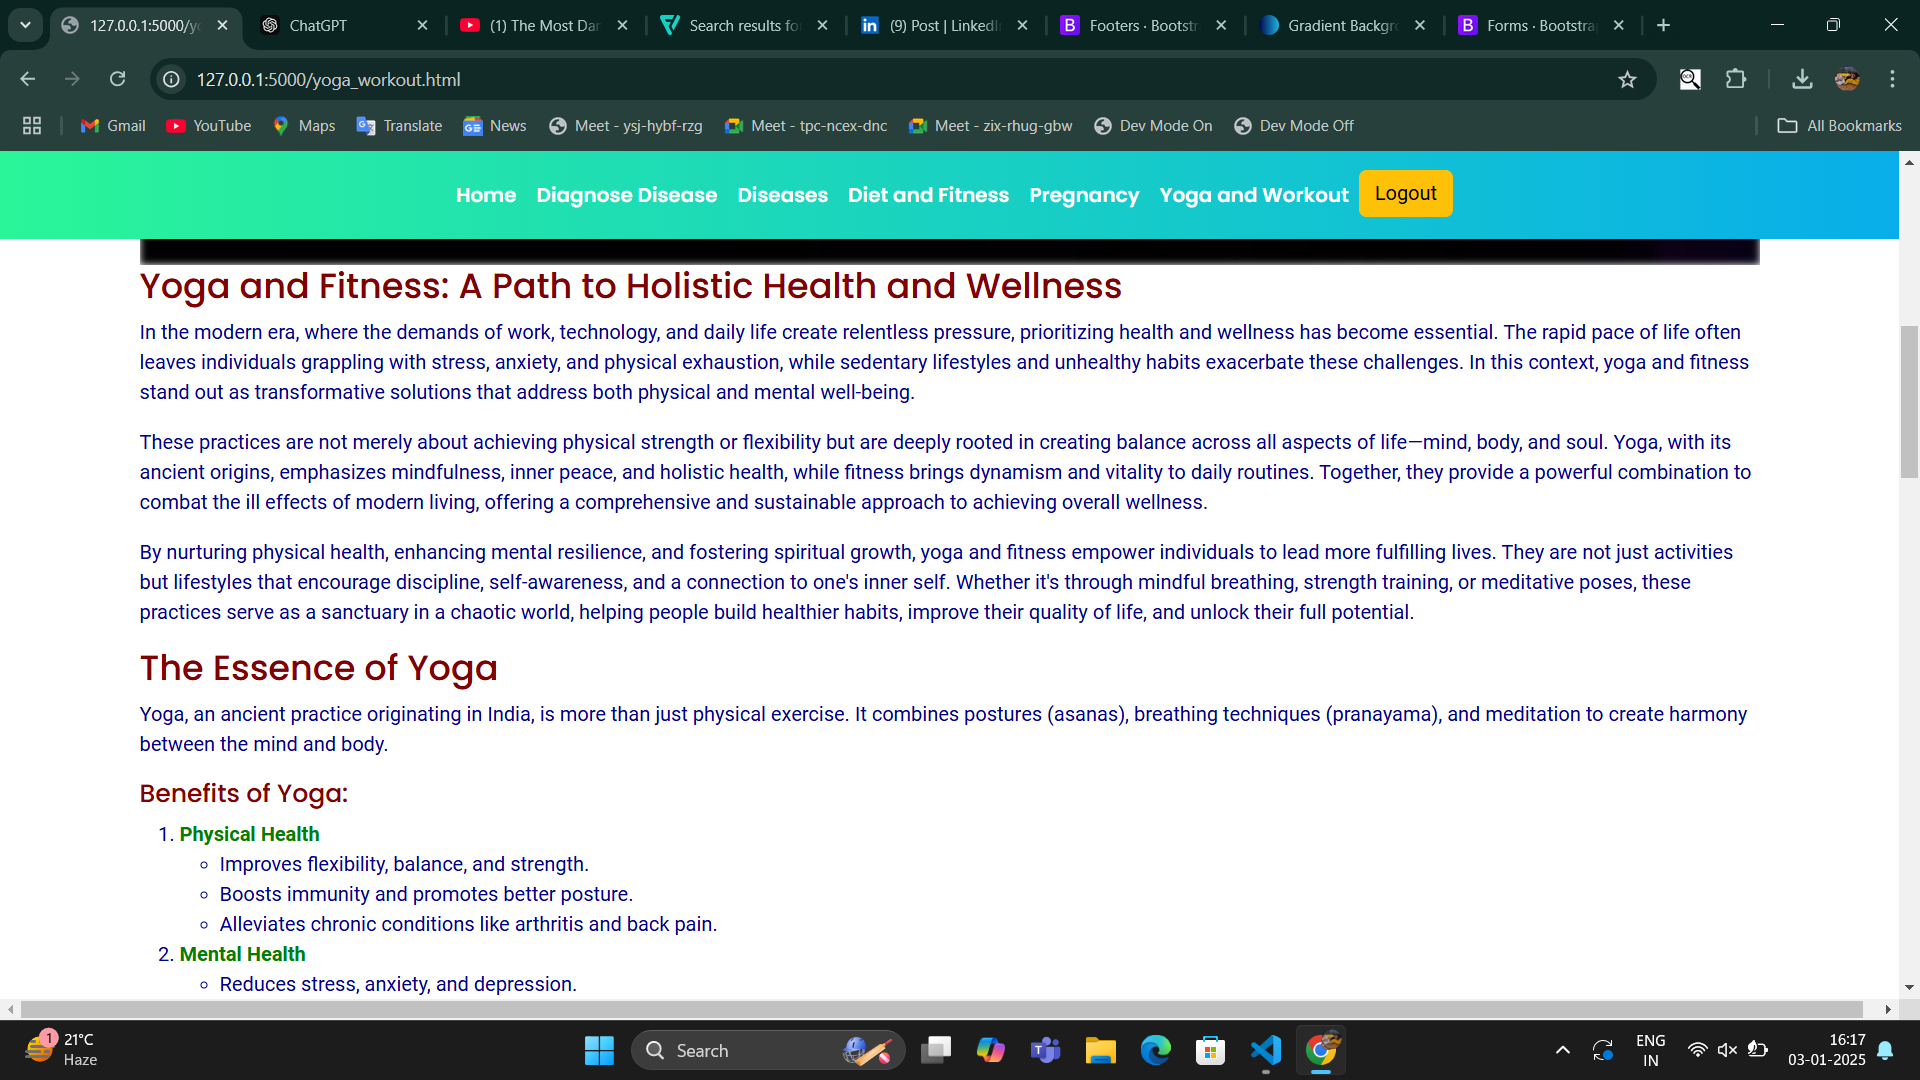 127.0.0.1:5000/yo
ChatGPT
(1) The Most Dar
Search results fo
(9) Post | LinkedI
Footers · Bootstr
Gradient Backgr
Forms · Bootstra
127.0.0.1:5000/yoga_workout.html
Gmail
YouTube
Maps
Translate
News
Meet - ysj-hybf-rzg
Meet - tpc-ncex-dnc
Meet - zix-rhug-gbw
Dev Mode On
Dev Mode Off
All Bookmarks
Home Diagnose Disease Diseases Diet and Fitness Pregnancy Yoga and Workout Logout
Yoga and Fitness: A Path to Holistic Health and Wellness
In the modern era, where the demands of work, technology, and daily life create relentless pressure, prioritizing health and wellness has become essential. The rapid pace of life often
leaves individuals grappling with stress, anxiety, and physical exhaustion, while sedentary lifestyles and unhealthy habits exacerbate these challenges. In this context, yoga and fitness
stand out as transformative solutions that address both physical and mental well-being.
These practices are not merely about achieving physical strength or flexibility but are deeply rooted in creating balance across all aspects of life—mind, body, and soul. Yoga, with its
ancient origins, emphasizes mindfulness, inner peace, and holistic health, while fitness brings dynamism and vitality to daily routines. Together, they provide a powerful combination to
combat the ill effects of modern living, offering a comprehensive and sustainable approach to achieving overall wellness.
By nurturing physical health, enhancing mental resilience, and fostering spiritual growth, yoga and fitness empower individuals to lead more fulfilling lives. They are not just activities
but lifestyles that encourage discipline, self-awareness, and a connection to one's inner self. Whether it's through mindful breathing, strength training, or meditative poses, these
practices serve as a sanctuary in a chaotic world, helping people build healthier habits, improve their quality of life, and unlock their full potential.
The Essence of Yoga
Yoga, an ancient practice originating in India, is more than just physical exercise. It combines postures (asanas), breathing techniques (pranayama), and meditation to create harmony
between the mind and body.
Benefits of Yoga:
1. Physical Health
Improves flexibility, balance, and strength.
Boosts immunity and promotes better posture.
Alleviates chronic conditions like arthritis and back pain.
2. Mental Health
Reduces stress, anxiety, and depression.
1
21°C
Haze
Search
ENG
IN
16:17
03-01-2025